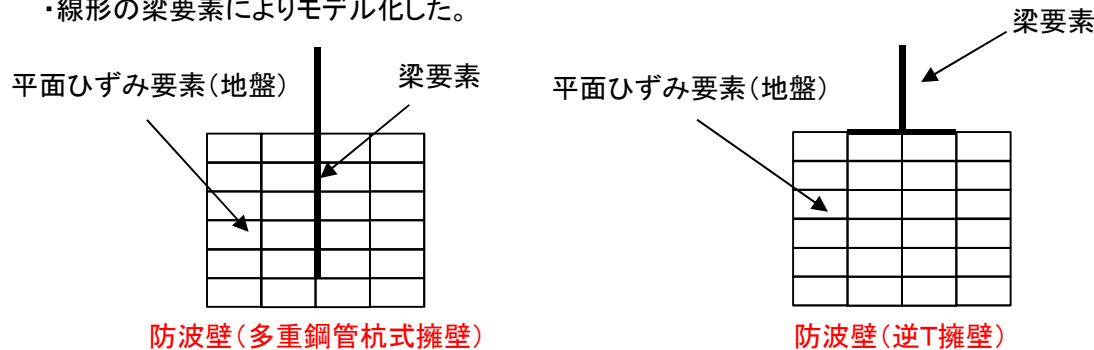 ・線形の梁要素によりモデル化した。
平面ひずみ要素(地盤)
梁要素
防波壁(多重鋼管杭式擁壁)
梁要素
平面ひずみ要素(地盤)
防波壁(逆T擁壁)